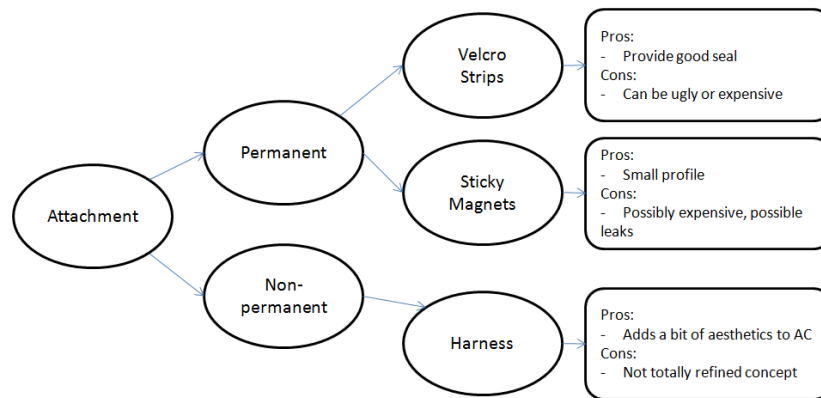 Attachment
Permanent
Non-
permanent
Velcro
Strips
Sticky
Magnets
Harness
Pros:
- Provide good seal
Cons:
- Can be ugly or expensive
Pros:
- Small profile
Cons:
- Possibly expensive, possible
leaks
Pros:
- Adds a bit of aesthetics to AC
Cons:
- Not totally refined concept